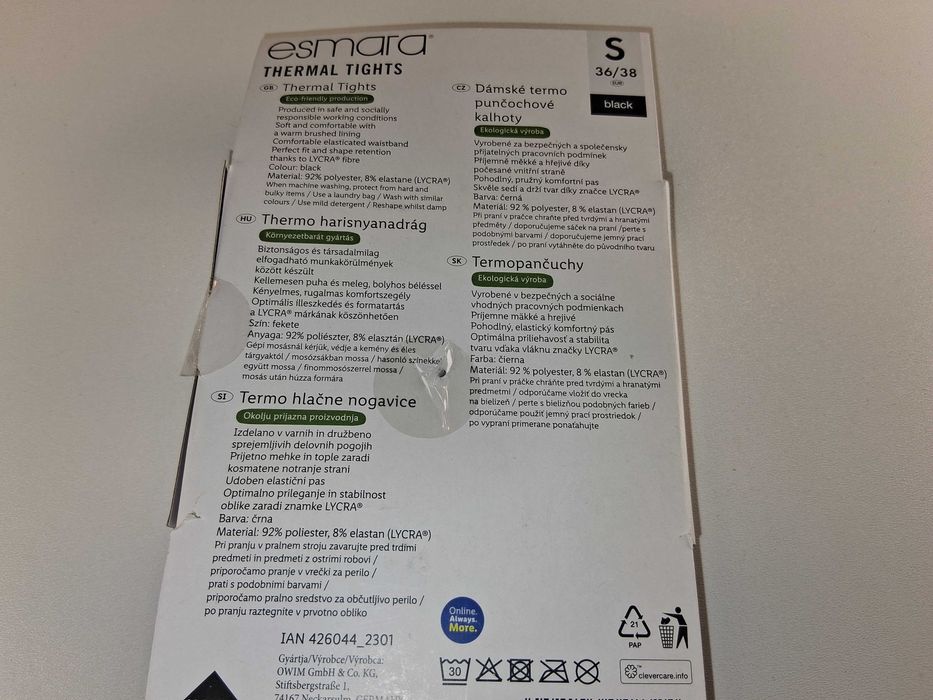 esmara®
THERMAL TIGHTS
S
36/38
EUR
black
GB Thermal Tights
Eco-friendly production
Produced in safe and socially
responsible working conditions
Soft and comfortable with
a warm brushed lining
Comfortable elasticated waistband
Perfect fit and shape retention
thanks to LYCRA® fibre
Colour: black
Material: 92% polyester, 8% elastane (LYCRA®)
When machine washing, protect from hard and
bulky items / Use a laundry bag / Wash with similar
colours / Use mild detergent / Reshape whilst damp
HU Thermo harisnyanadrág
Környezetbarát gyártás
Biztonságos és társadalmilag
elfogadható munkakörülmények
között készült
Kellemesen puha és meleg, bolyhos béléssel
Kényelmes, rugalmas komfortszegély
Optimális illeszkedés és formatartás
a LYCRA® márkának köszönhetően
Szín: fekete
Anyaga: 92% poliészter, 8% elasztán (LYCRA®)
Gépi mosásnál kérjük, védje a kemény és éles
tárgyaktól / mosózsákban mossa / hasonló színekkel
együtt mossa / finommosószerrel mossa /
mosás után húzza formára
SI Termo hlačne nogavice
Okolju prijazna proizvodnja
Izdelano v varnih in družbeno
sprejemljivih delovnih pogojih
Prijetno mehke in tople zaradi
kosmatene notranje strani
Udoben elastični pas
Optimalno prileganje in stabilnost
oblike zaradi znamke LYCRA®
Barva: črna
Material: 92% poliester, 8% elastan (LYCRA®)
Pri pranju v pralnem stroju zavarujte pred trdimi
predmeti in predmeti z ostrimi robovi /
priporočamo pranje v vrečki za perilo /
prati s podobnimi barvami /
priporočamo pralno sredstvo za občutljivo perilo /
po pranju raztegnite v prvotno obliko
CZ Dámské termo
punčochové
kalhoty
Ekologická výroba
Vyrobené za bezpečných a společensky
přijatelných pracovních podmínek
Příjemně měkké a hřejivé díky
počesané vnitřní straně
Pohodlný, pružný komfortní pas
Skvěle sedí a drží tvar díky značce LYCRA®
Barva: černá
Materiál: 92 % polyester, 8 % elastan (LYCRA®)
Při praní v pračce chraňte před tvrdými a hranatými
předměty / doporučujeme sáček na praní / perte s
podobnými barvami / doporučujeme jemný prací
prostředek / po praní vytáhněte do původního tvaru
SK Termopančuchy
Ekologická výroba
Vyrobené v bezpečných a sociálne
vhodných pracovných podmienkach
Príjemne mäkké a hrejivé
Pohodlný, elastický komfortný pás
Optimálna priliehavosť a stabilita
tvaru vďaka vláknu značky LYCRA®
Farba: čierna
Materiál: 92 % polyester, 8 % elastan (LYCRA®)
Pri praní v práčke chráňte pred tvrdými a hranatými
predmetmi / odporúčame vložiť do vrecka
na bielizeň / perte s bielizňou podobných farieb /
odporúčame použiť jemný prací prostriedok /
po vypraní primerane ponaťahujte
Online.
Always.
More.
21
PAP
IAN 426044_2301
Gyártja/Výrobce/Výrobca:
OWIM GmbH & Co. KG,
Stiftsbergstraße 1,
74167 Neckarsulm, GERMANY
30
clevercare.info